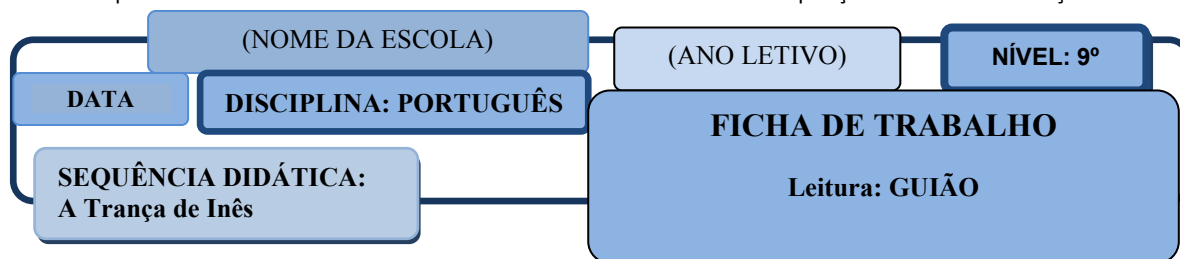 (NOME DA ESCOLA)
(ANO LETIVO)
NÍVEL: 9º
DATA
DISCIPLINA: PORTUGUÊS
FICHA DE TRABALHO
Leitura: GUIÃO
SEQUÊNCIA DIDÁTICA:
A Trança de Inês